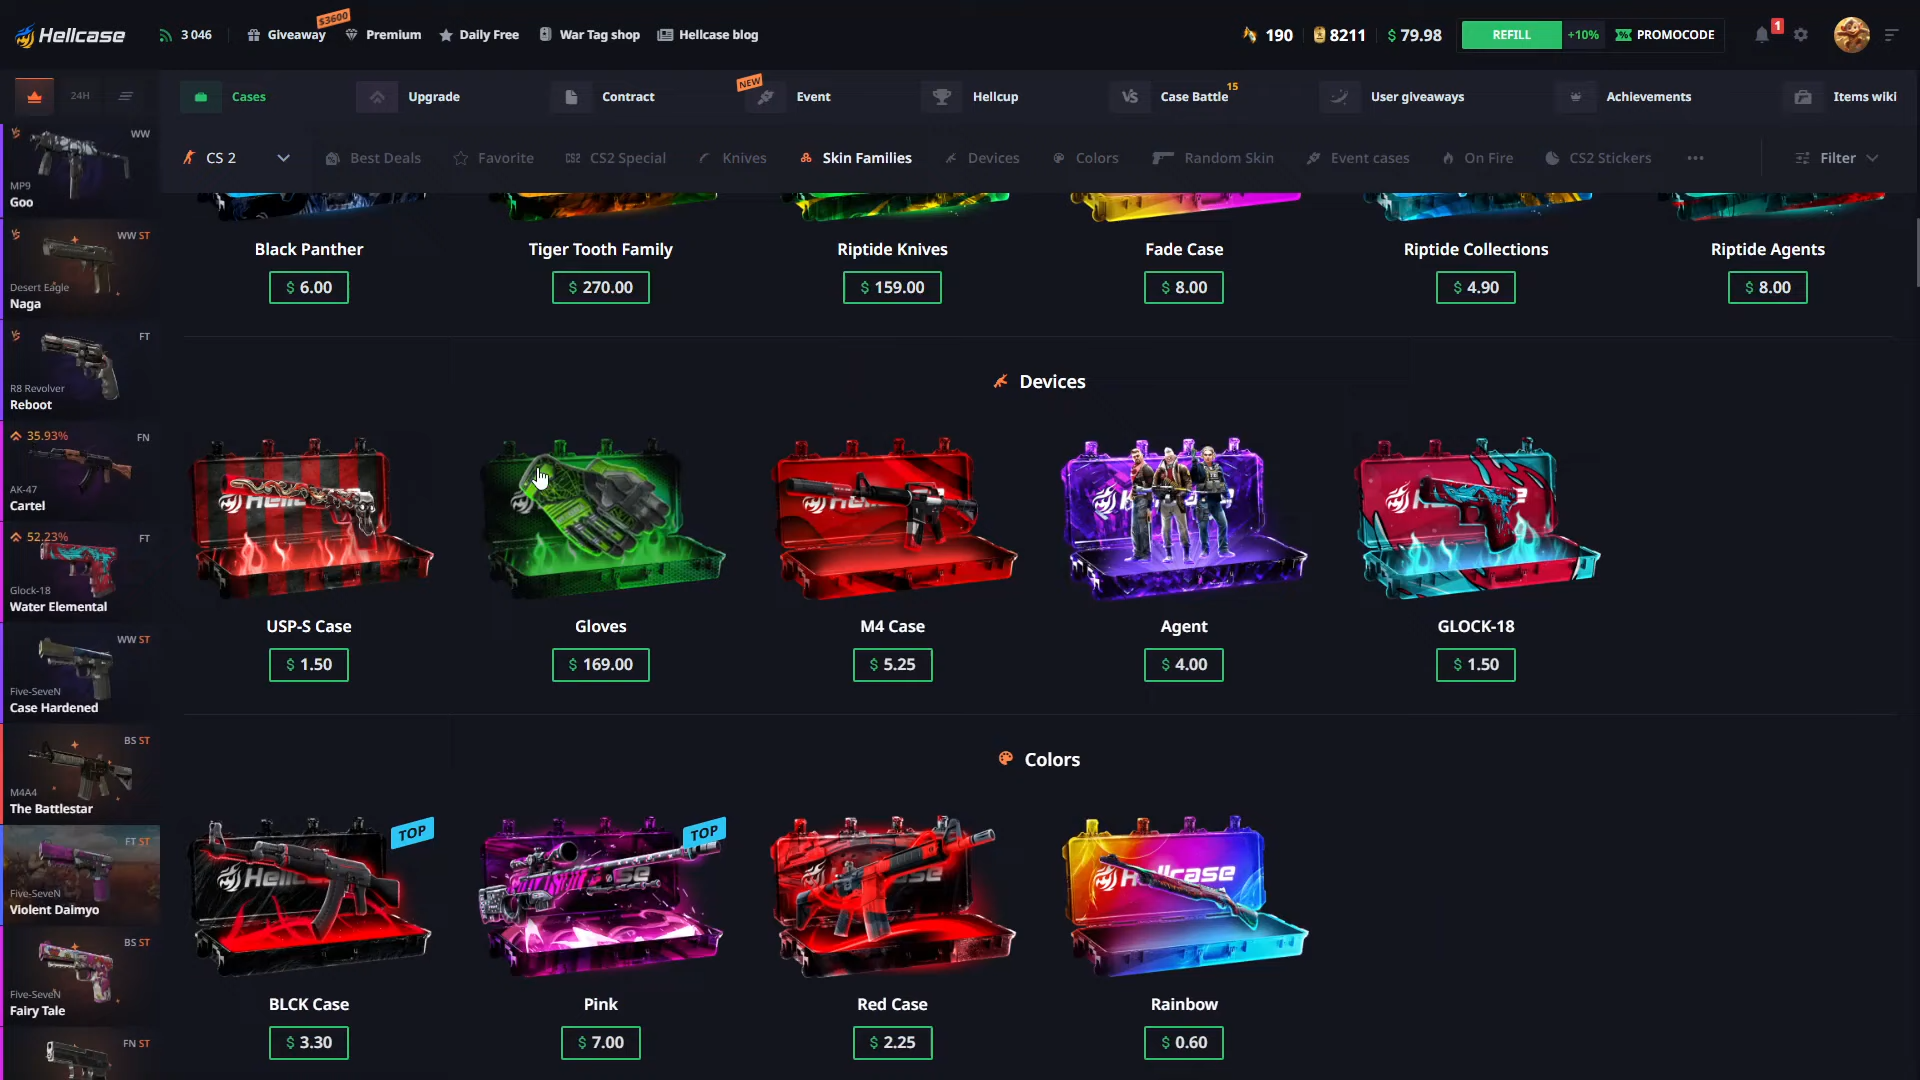 Hellcase
3 046
Giveaway
$3600
Premium
Daily Free
War Tag shop
Hellcase blog
190
8211
$ 79.98
REFILL
+10%
PROMOCODE
1
24H
Cases
Upgrade
Contract
NEW
Event
Hellcup
VS
Case Battle
15
User giveaways
Achievements
Items wiki
CS 2
Best Deals
Favorite
CS2 Special
Knives
Skin Families
Devices
Colors
Random Skin
Event cases
On Fire
CS2 Stickers
Filter
WW
MP9
Goo
WW ST
Desert Eagle
Naga
FT
R8 Revolver
Reboot
35.93%
FN
AK-47
Cartel
52.23%
FT
Glock-18
Water Elemental
WW ST
Five-SeveN
Case Hardened
BS ST
M4A4
The Battlestar
FT ST
Five-SeveN
Violent Daimyo
BS ST
Five-SeveN
Fairy Tale
FN ST
Black Panther
$ 6.00
Tiger Tooth Family
$ 270.00
Riptide Knives
$ 159.00
Fade Case
$ 8.00
Riptide Collections
$ 4.90
Riptide Agents
$ 8.00
Devices
USP-S Case
$ 1.50
Gloves
$ 169.00
M4 Case
$ 5.25
Agent
$ 4.00
GLOCK-18
$ 1.50
Colors
TOP
BLCK Case
$ 3.30
TOP
Pink
$ 7.00
Red Case
$ 2.25
Hellcase
Rainbow
$ 0.60